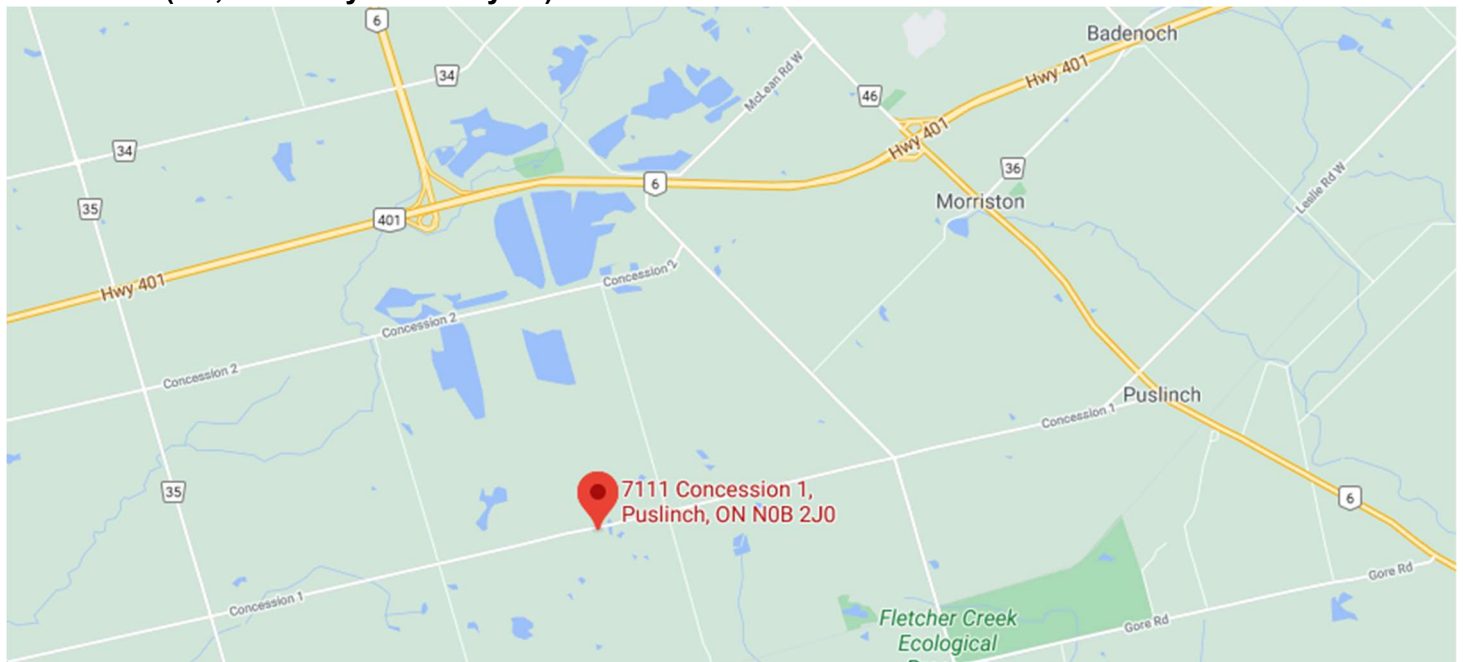 6
Badenoch
34
Hwy 401
McLean Rd W
46
34
Hwy 401
36
35
6
Leslie Rd W
Morriston
401
Hwy 401
Concession 2
Concession 2
Concession 2
Puslinch
Concession 1
35
7111 Concession 1,
Puslinch, ON N0B 2J0
6
Gore Rd
Concession 1
Fletcher Creek
Ecological
Gore Rd